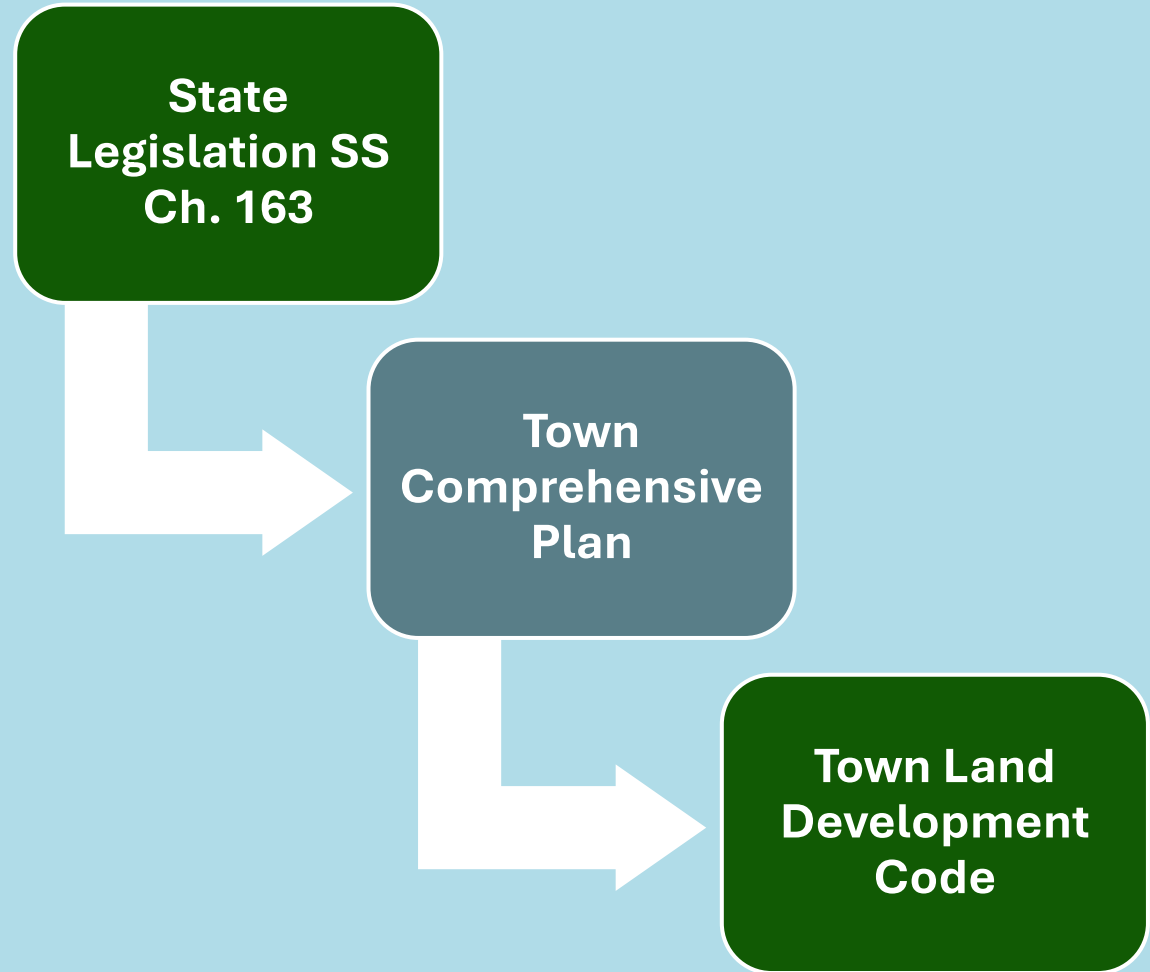 State
Legislation SS
Ch. 163
Town
Comprehensive
Plan
Town Land
Development
Code